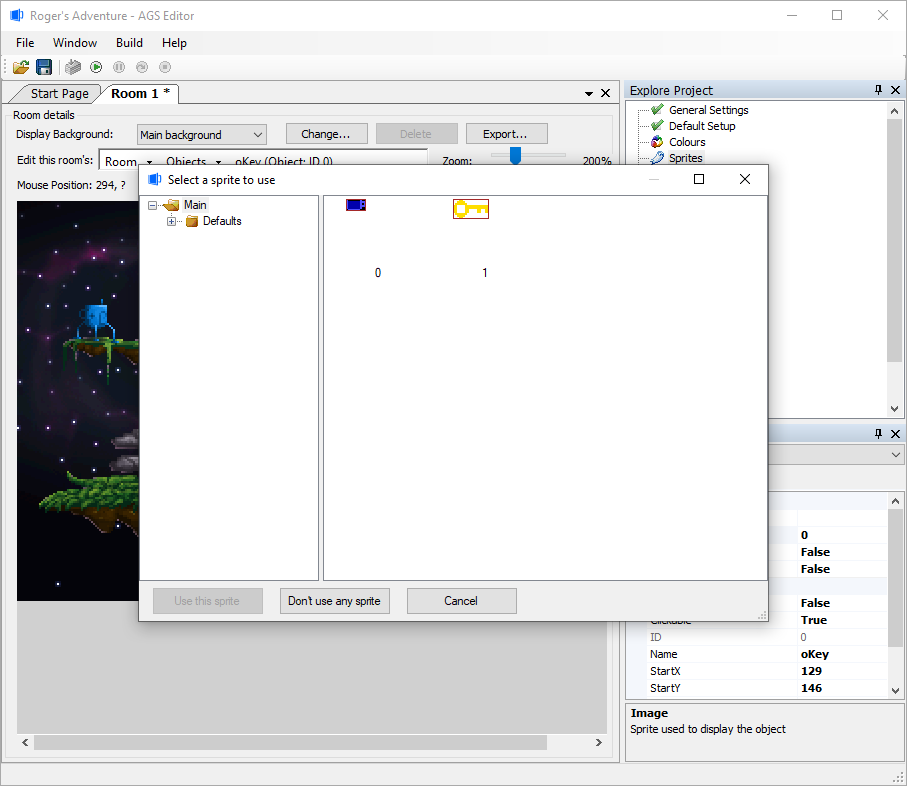 Roger's Adventure - AGS Editor
File Window Build Help
Start Page Room 1 *
Room details
Display Background: Main background Change... Delete Export...
Edit this room's: Room Objects oKey (Object: ID 0) Zoom: 200%
Mouse Position: 294, ?
Explore Project
General Settings
Default Setup
Colours
Sprites
Select a sprite to use
Main
Defaults
0 1
Use this sprite Don't use any sprite Cancel
0
False
False
False
Clickable True
ID 0
Name oKey
StartX 129
StartY 146
Image
Sprite used to display the object